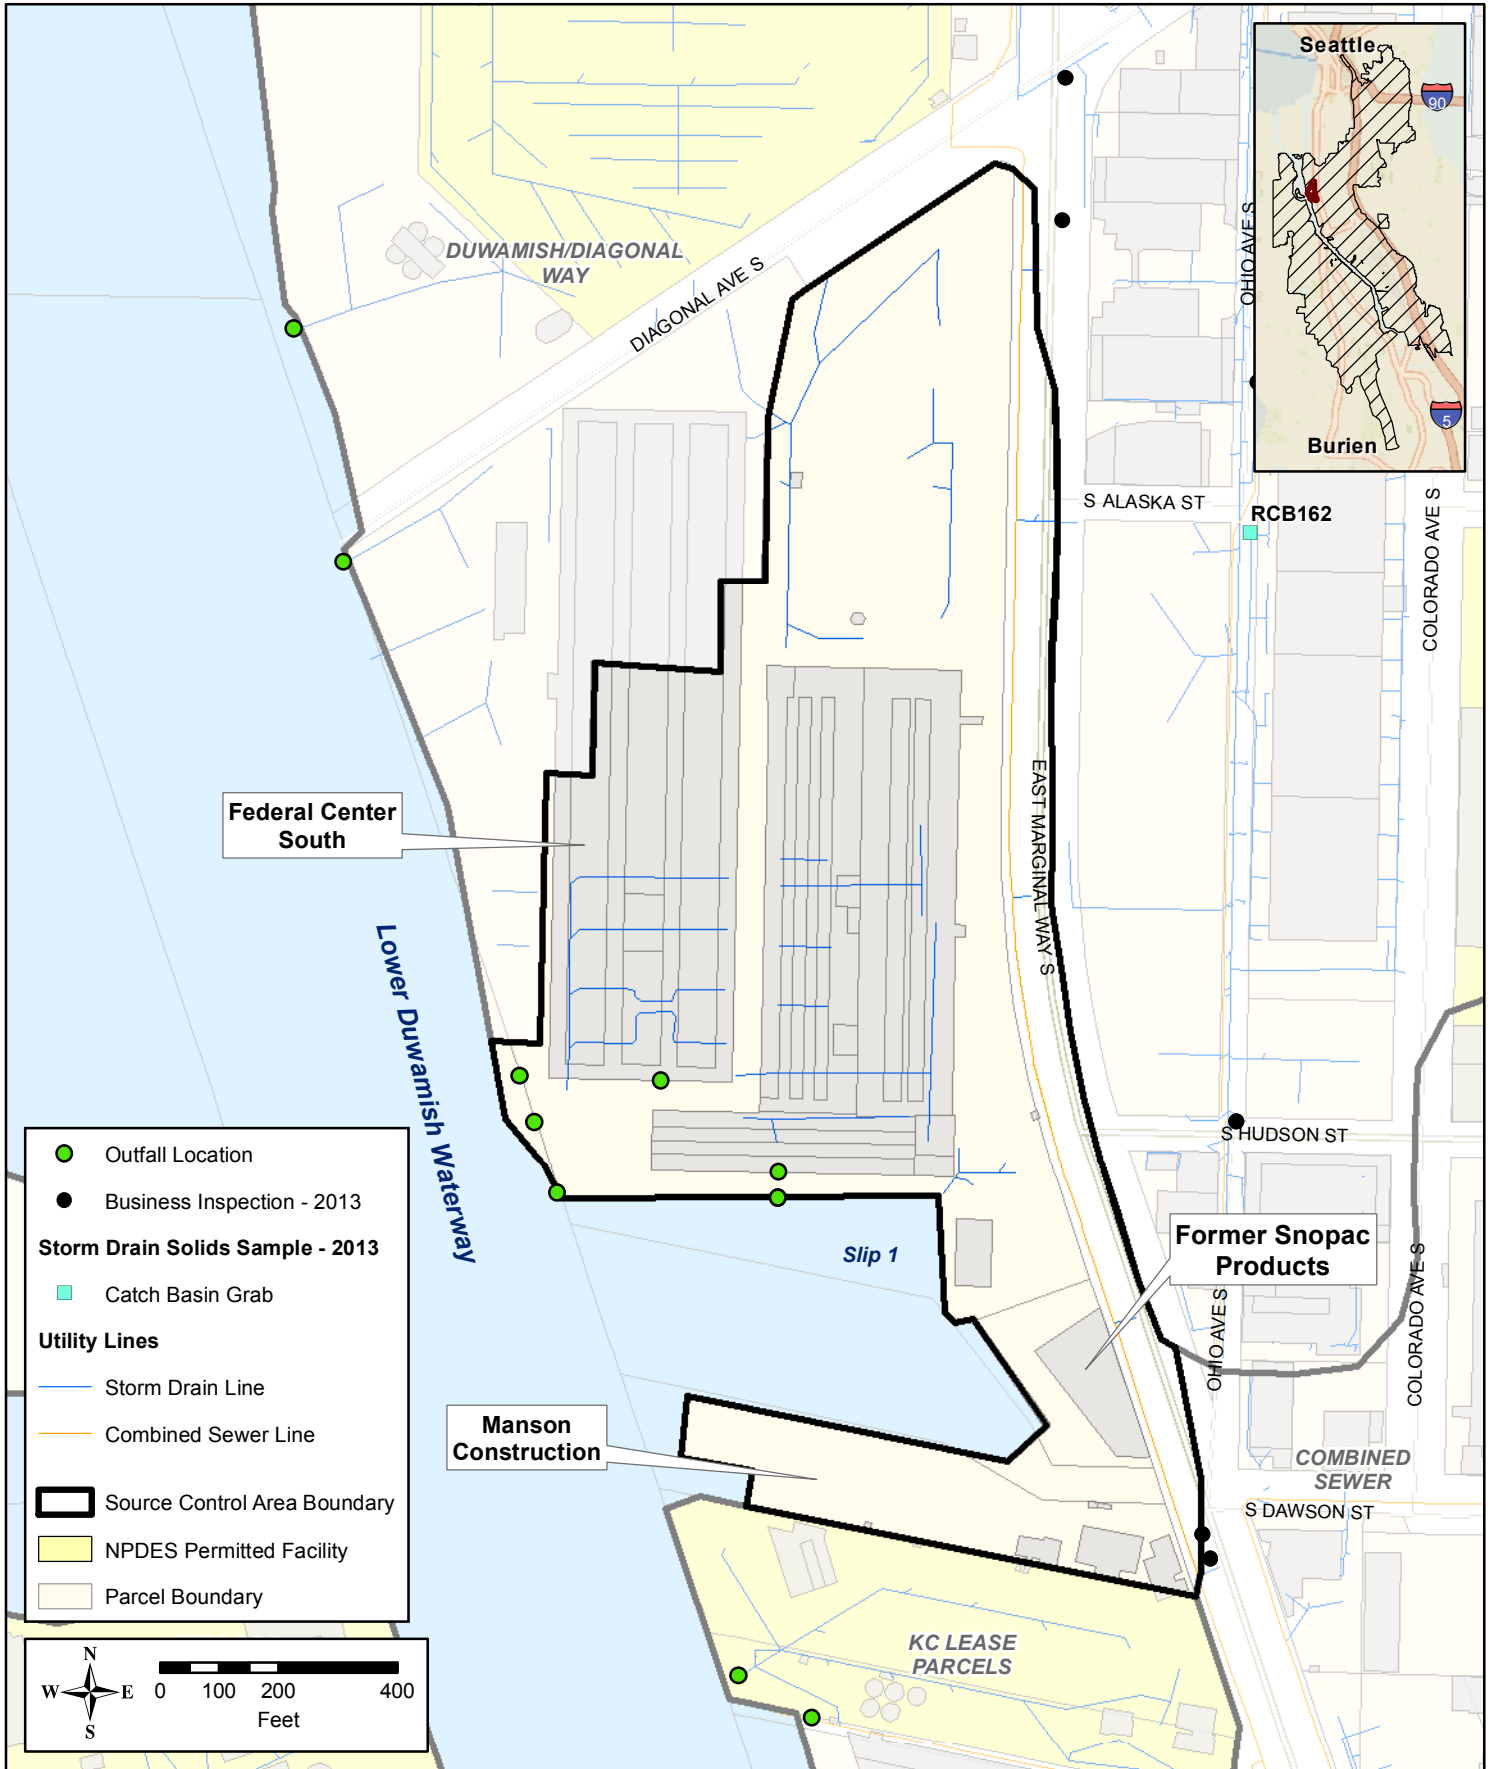 Seattle
90
5
Burien
DUWAMISH/DIAGONAL
WAY
DIAGONAL AVE S
OHIO AVE S
S ALASKA ST
RCB162
COLORADO AVE S
EAST MARGINAL WAY S
Federal Center
South
Lower Duwamish Waterway
S HUDSON ST
Slip 1
Former Snopac
Products
OHIO AVE S
COLORADO AVE S
Manson
Construction
COMBINED
SEWER
S DAWSON ST
KC LEASE
PARCELS
Outfall Location
Business Inspection - 2013
Storm Drain Solids Sample - 2013
Catch Basin Grab
Utility Lines
Storm Drain Line
Combined Sewer Line
Source Control Area Boundary
NPDES Permitted Facility
Parcel Boundary
N
W E
S
0 100 200 400
Feet